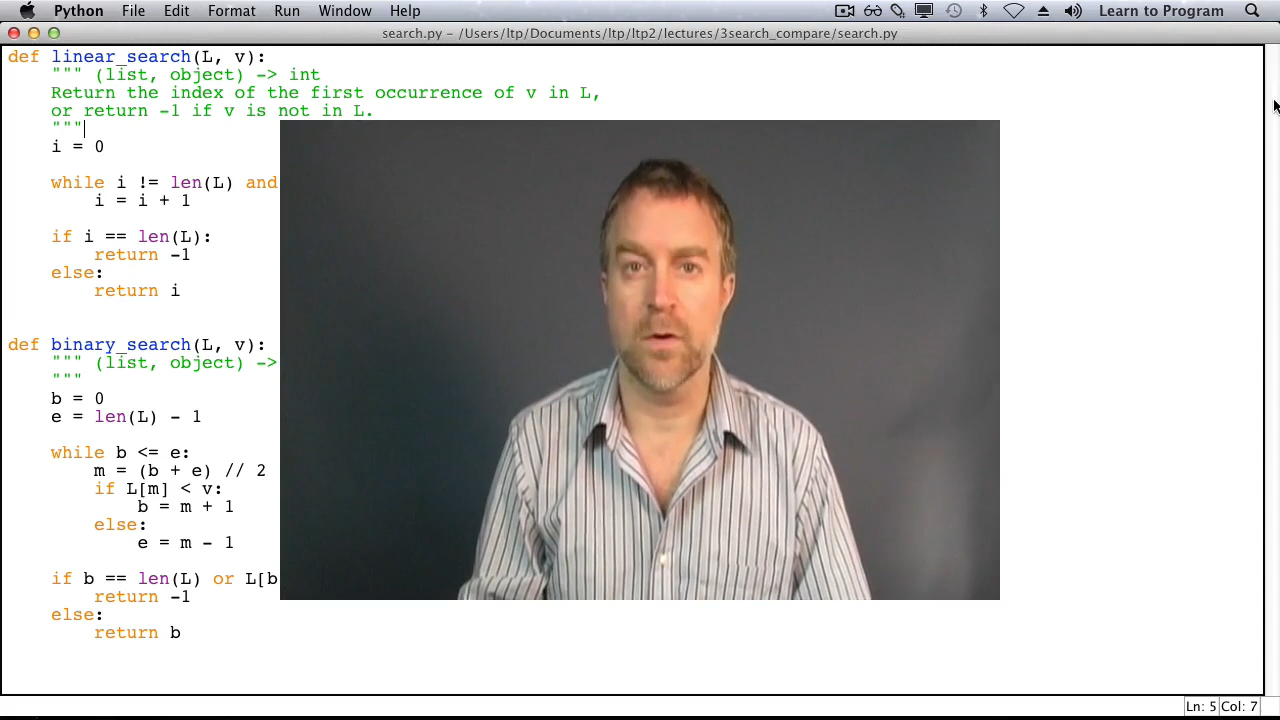 Python File Edit Format Run Window Help Learn to Program
search.py – /Users/ltp/Documents/ltp/ltp2/lectures/3search_compare/search.py
def linear_search(L, v):
    """ (list, object) -> int
    Return the index of the first occurrence of v in L,
    or return -1 if v is not in L.
    """
    i = 0
    while i != len(L) and
        i = i + 1
    if i == len(L):
        return -1
    else:
        return i
def binary_search(L, v):
    """ (list, object) ->
    """
    b = 0
    e = len(L) - 1
    while b <= e:
        m = (b + e) // 2
        if L[m] < v:
            b = m + 1
        else:
            e = m - 1
    if b == len(L) or L[b
        return -1
    else:
        return b
Ln: 5 Col: 7